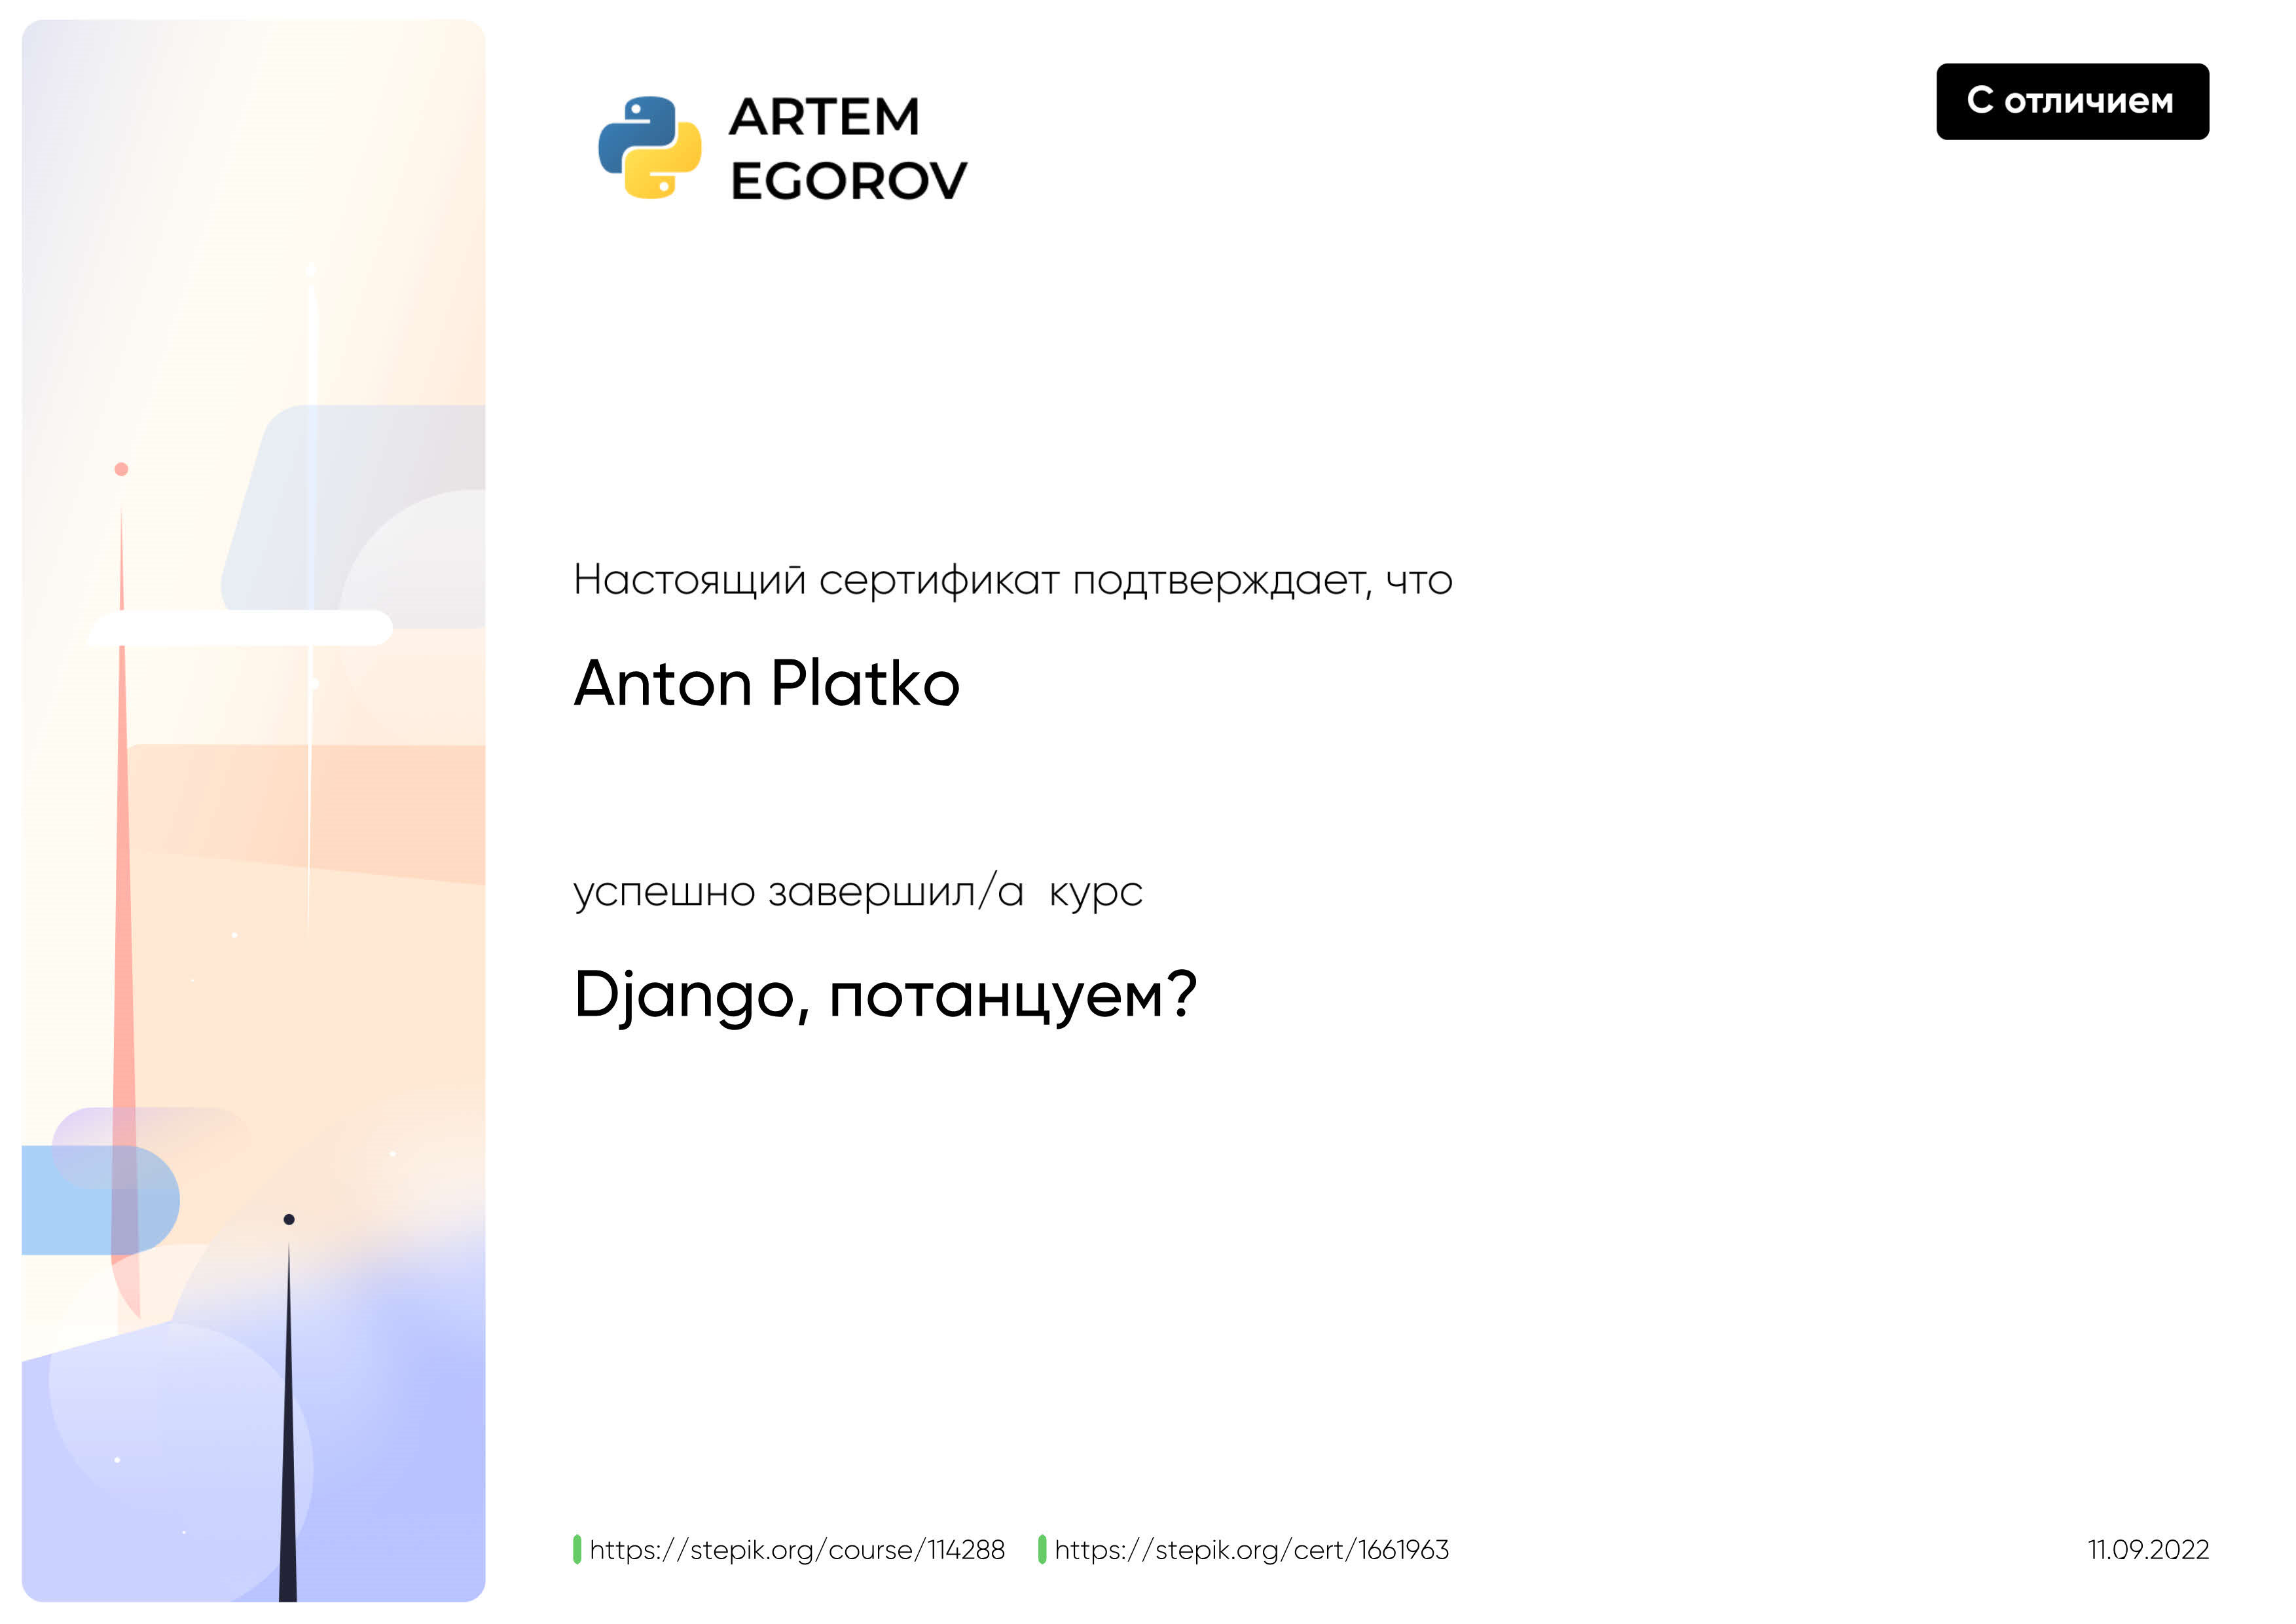 ARTEM
EGOROV
С отличием
Настоящий сертификат подтверждает, что
Anton Platko
успешно завершил/а курс
Django, потанцуем?
https://stepik.org/course/114288
https://stepik.org/cert/1661963
11.09.2022